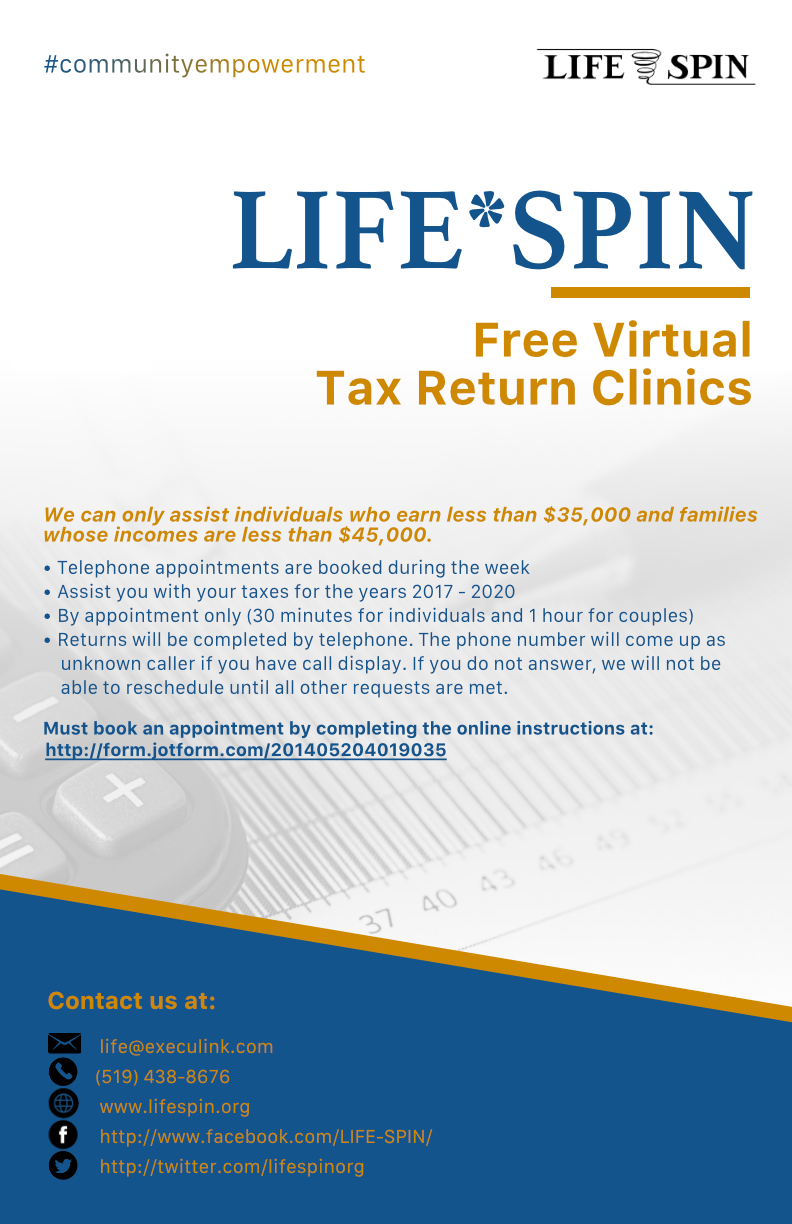 #communityempowerment
LIFE SPIN
LIFE*SPIN
Free Virtual
Tax Return Clinics
We can only assist individuals who earn less than $35,000 and families
whose incomes are less than $45,000.
• Telephone appointments are booked during the week
• Assist you with your taxes for the years 2017 - 2020
• By appointment only (30 minutes for individuals and 1 hour for couples)
• Returns will be completed by telephone. The phone number will come up as
unknown caller if you have call display. If you do not answer, we will not be
able to reschedule until all other requests are met.
Must book an appointment by completing the online instructions at:
http://form.jotform.com/201405204019035
37 40 43 46 49 52 55 54
Contact us at:
life@execulink.com
(519) 438-8676
www.lifespin.org
http://www.facebook.com/LIFE-SPIN/
http://twitter.com/lifespinorg